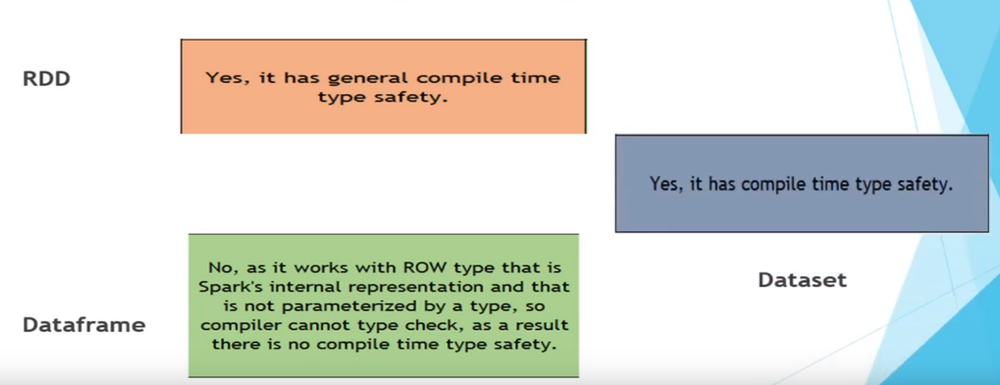 RDD
Yes, it has general compile time
type safety.
Yes, it has compile time type safety.
Dataset
Dataframe
No, as it works with ROW type that is
Spark's internal representation and that
is not parameterized by a type, so
compiler cannot type check, as a result
there is no compile time type safety.